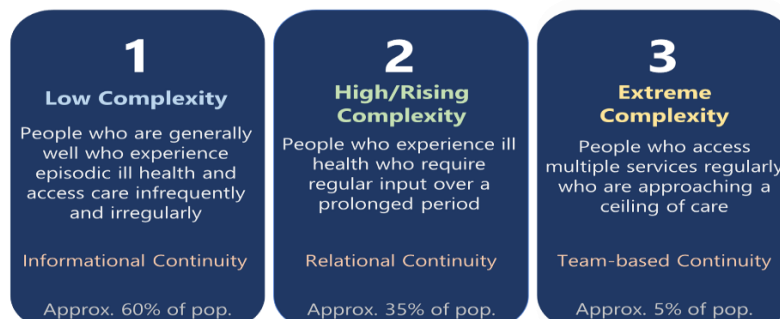 1
Low Complexity
People who are generally
well who experience
episodic ill health and
access care infrequently
and irregularly
Informational Continuity
Approx. 60% of pop.
2
High/Rising
Complexity
People who experience ill
health who require
regular input over a
prolonged period
Relational Continuity
Approx. 35% of pop.
3
Extreme
Complexity
People who access
multiple services regularly
who are approaching a
ceiling of care
Team-based Continuity
Approx. 5% of pop.